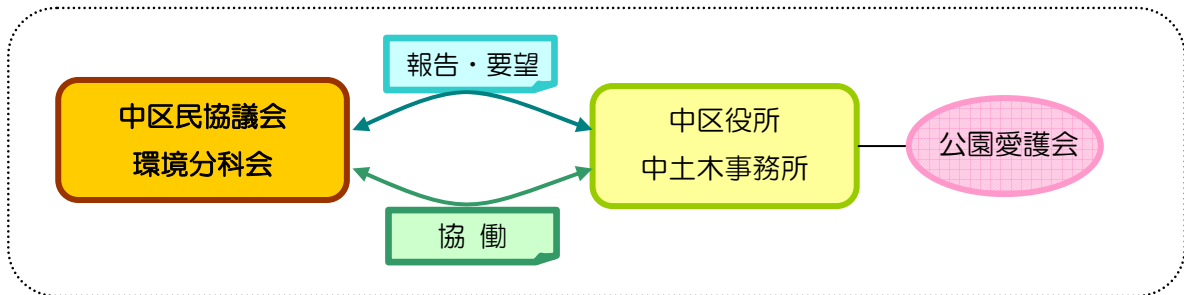 報告・要望
中区民協議会
環境分科会
中区役所
中土木事務所
公園愛護会
協 働